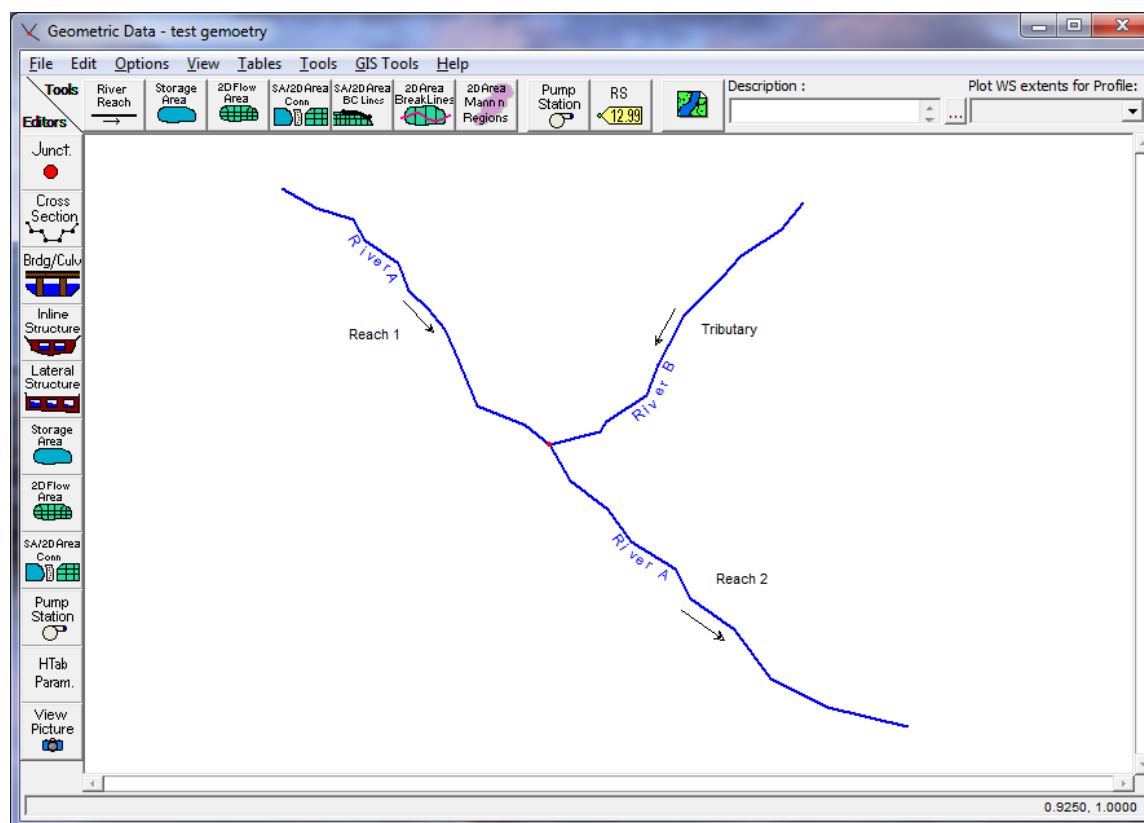 Geometric Data - test gemoetry
File Edit Options View Tables Tools GIS Tools Help
Tools
Editors
River
Reach
Storage
Area
2D Flow
Area
SA/2D Area
Conn
SA/2D Area
BC Lines
2D Area
BreakLines
2D Area
Mann n
Regions
Pump
Station
RS
12.99
Description :
...
Plot WS extents for Profile:
Junct.
Cross
Section
Brdg/Culv
Inline
Structure
Lateral
Structure
Storage
Area
2D Flow
Area
SA/2D Area
Conn
Pump
Station
HTab
Param.
View
Picture
River A
Reach 1
Tributary
River B
River A
Reach 2
0.9250, 1.0000